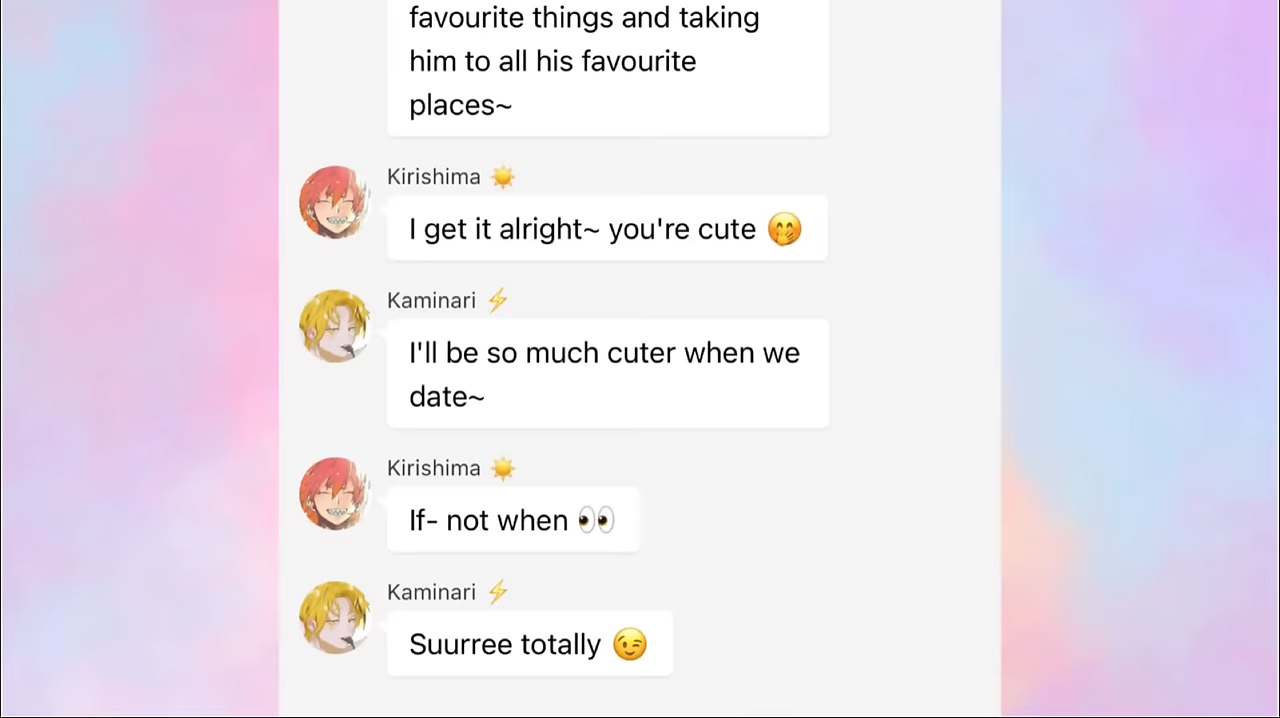 favourite things and taking
him to all his favourite
places~
Kirishima ☀️
I get it alright~ you're cute 🤭
Kaminari ⚡
I'll be so much cuter when we
date~
Kirishima ☀️
If- not when 👀
Kaminari ⚡
Suurree totally 😉